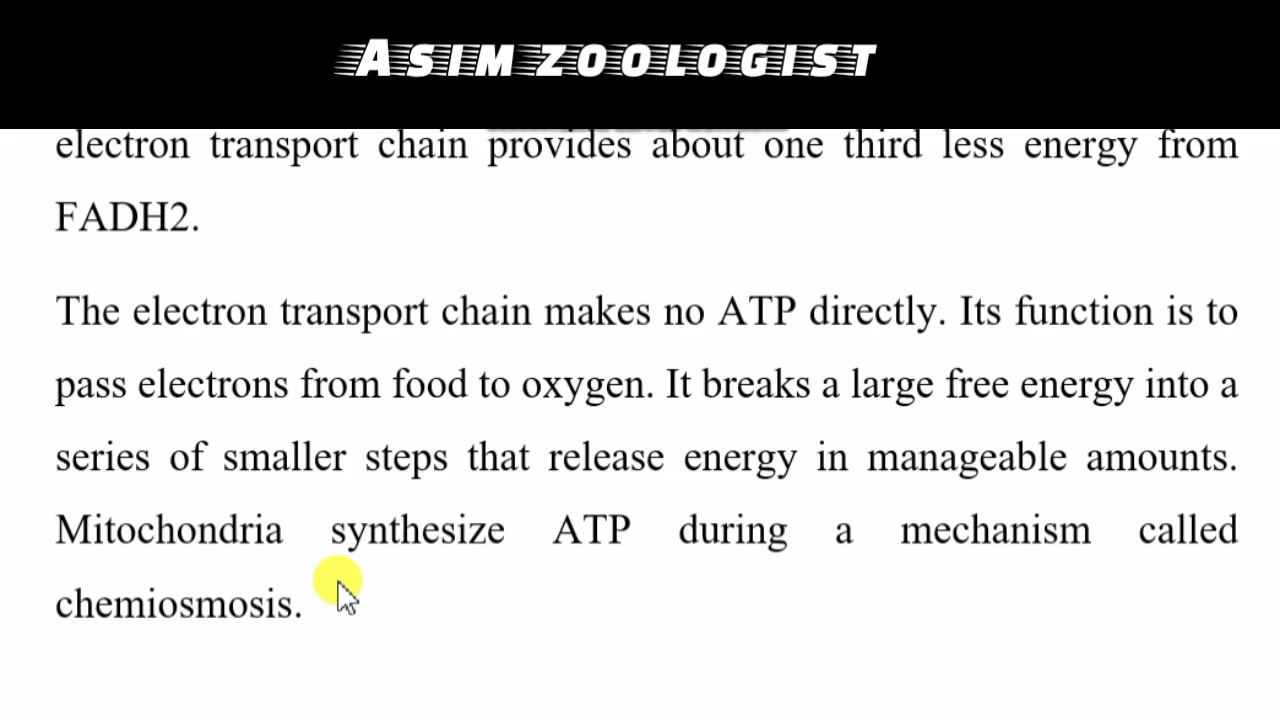 ASIM ZOOLOGIST
electron transport chain provides about one third less energy from
FADH2.
The electron transport chain makes no ATP directly. Its function is to
pass electrons from food to oxygen. It breaks a large free energy into a
series of smaller steps that release energy in manageable amounts.
Mitochondria synthesize ATP during a mechanism called
chemiosmosis.